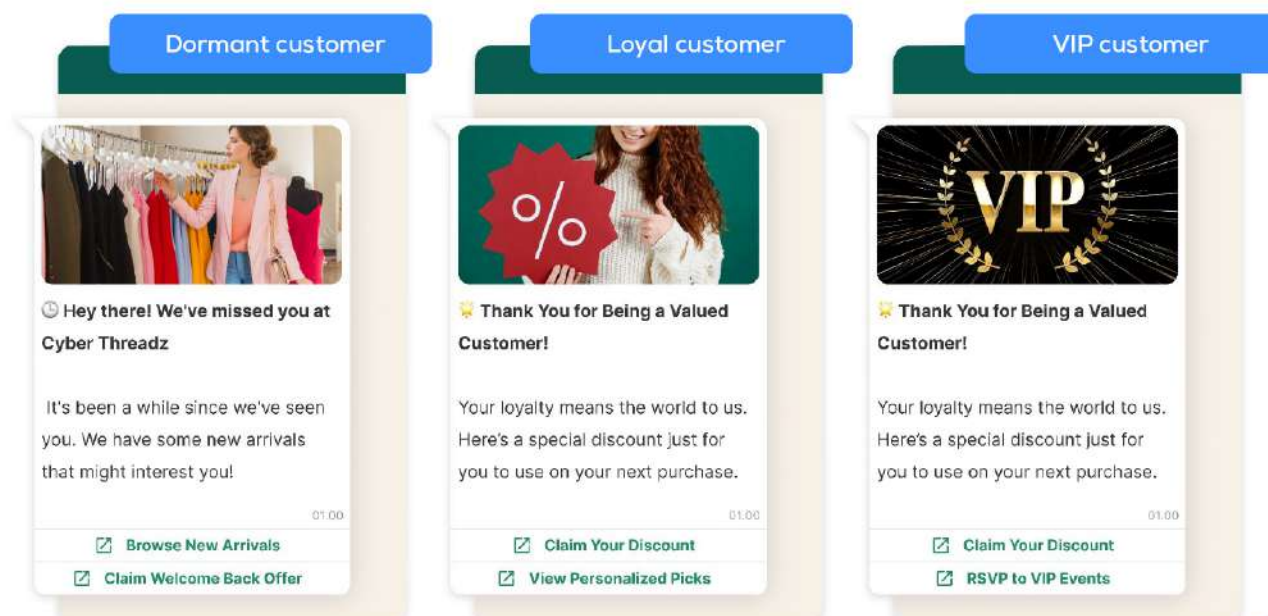 Dormant customer
🕒 Hey there! We've missed you at
Cyber Threadz
It's been a while since we've seen
you. We have some new arrivals
that might interest you!
01.00
Browse New Arrivals
Claim Welcome Back Offer
Loyal customer
%
🌟 Thank You for Being a Valued
Customer!
Your loyalty means the world to us.
Here's a special discount just for
you to use on your next purchase.
01.00
Claim Your Discount
View Personalized Picks
VIP customer
VIP
🌟 Thank You for Being a Valued
Customer!
Your loyalty means the world to us.
Here's a special discount just for
you to use on your next purchase.
01.00
Claim Your Discount
RSVP to VIP Events